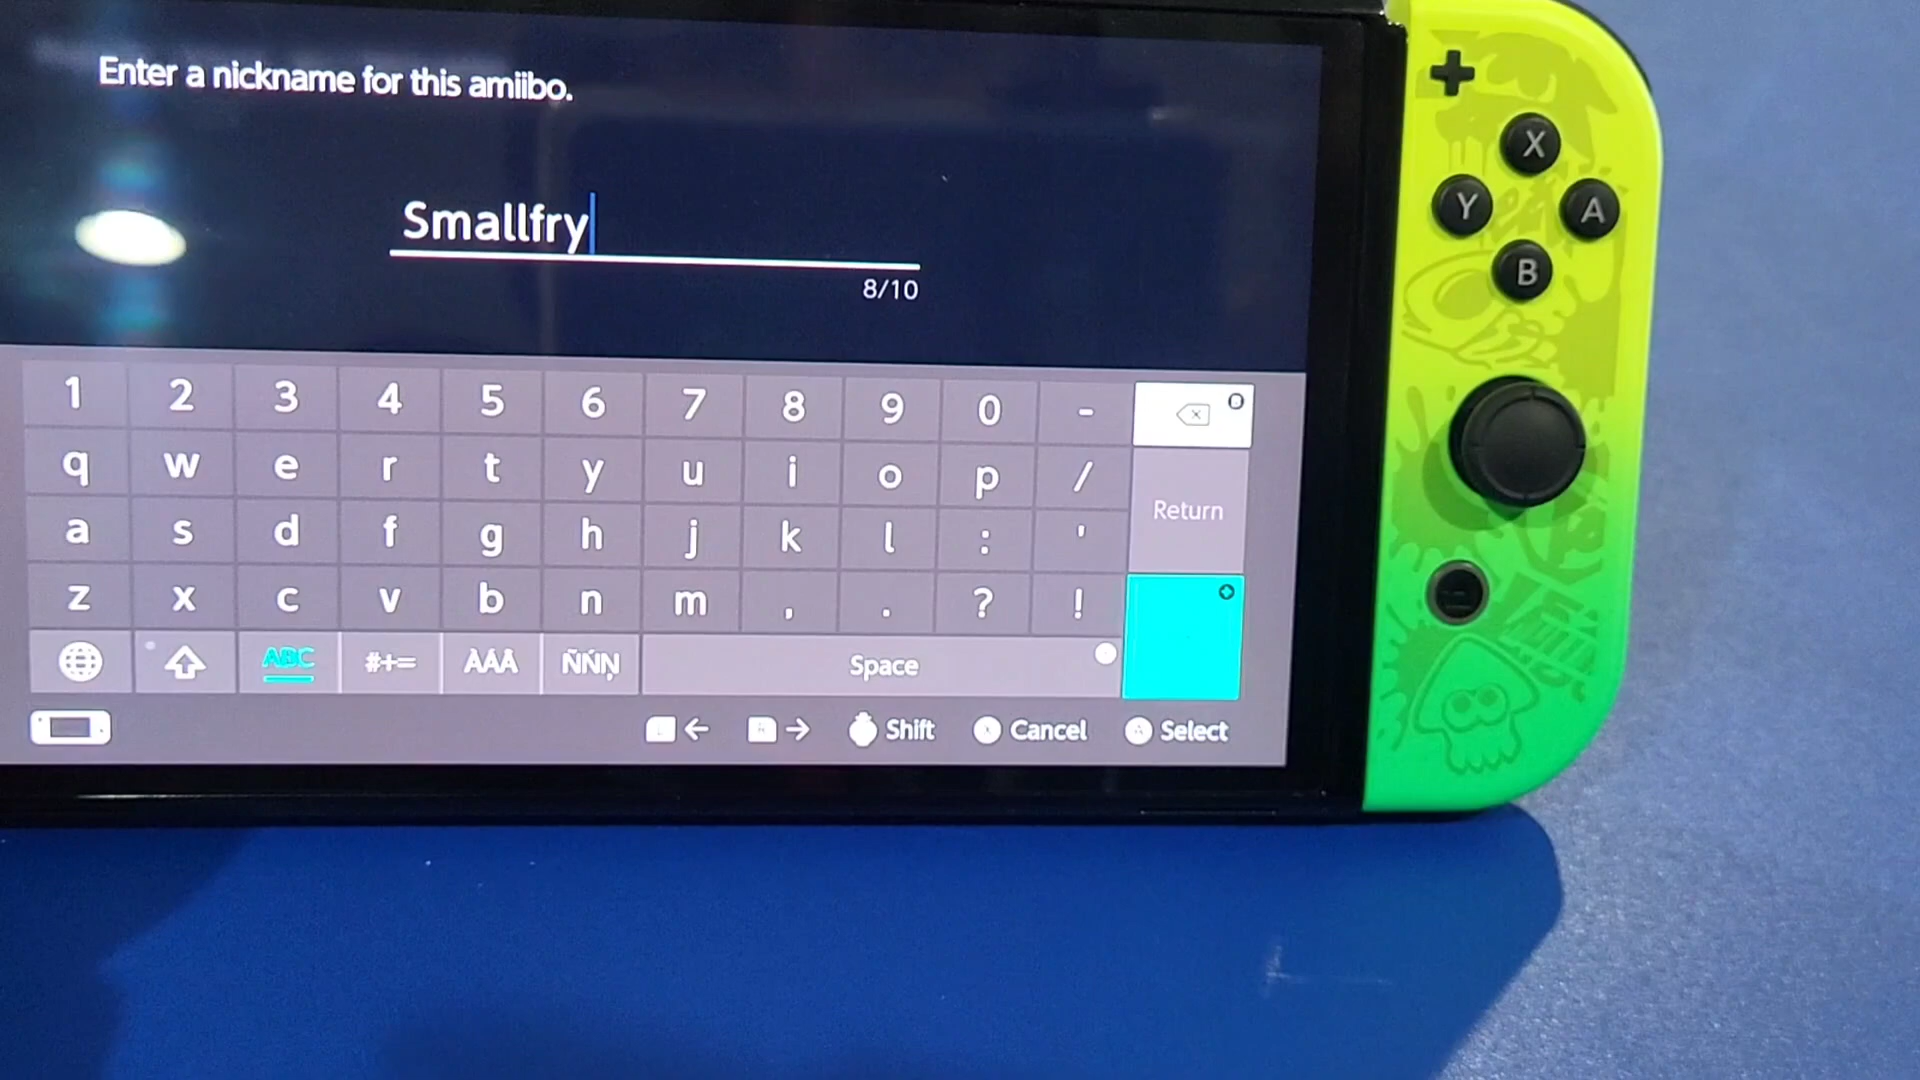 Enter a nickname for this amiibo.
Smallfry
8/10
1 2 3 4 5 6 7 8 9 0 -
q w e r t y u i o p /
Return
a s d f g h j k l : '
z x c v b n m , . ? !
ABC #+= ÀÁÂ ÑŃŅ Space
L ← R → Shift X Cancel A Select
+
X
Y A
B